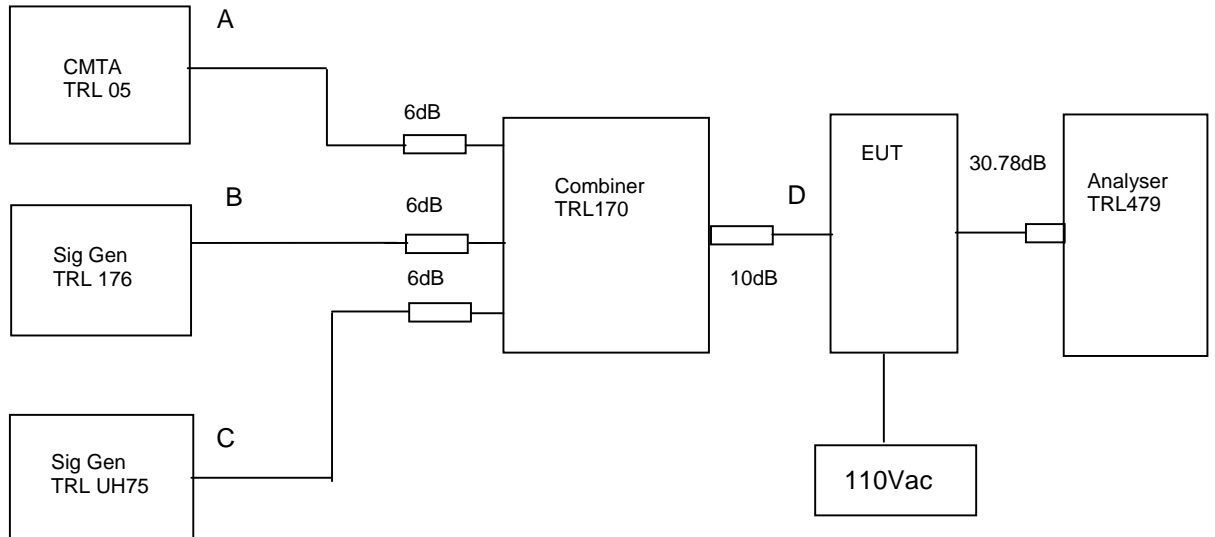 A
CMTA
TRL 05
6dB
EUT
30.78dB
Combiner
TRL170
Analyser
TRL479
B
6dB
D
Sig Gen
TRL 176
6dB
10dB
C
Sig Gen
TRL UH75
110Vac